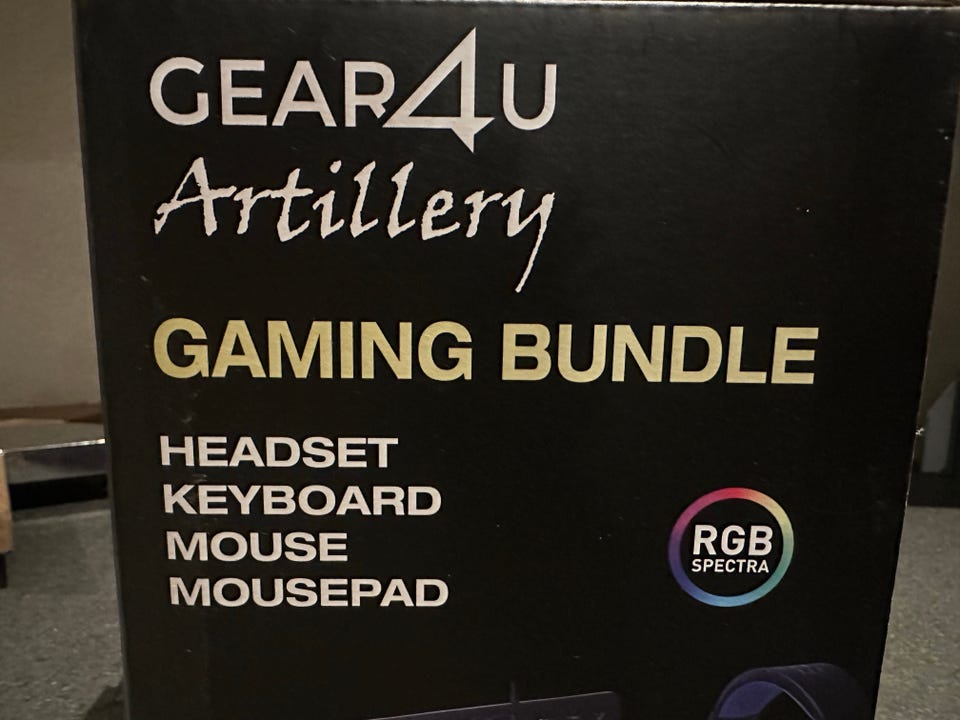 GEAR4U
Artillery
GAMING BUNDLE
HEADSET
KEYBOARD
MOUSE
MOUSEPAD
RGB
SPECTRA